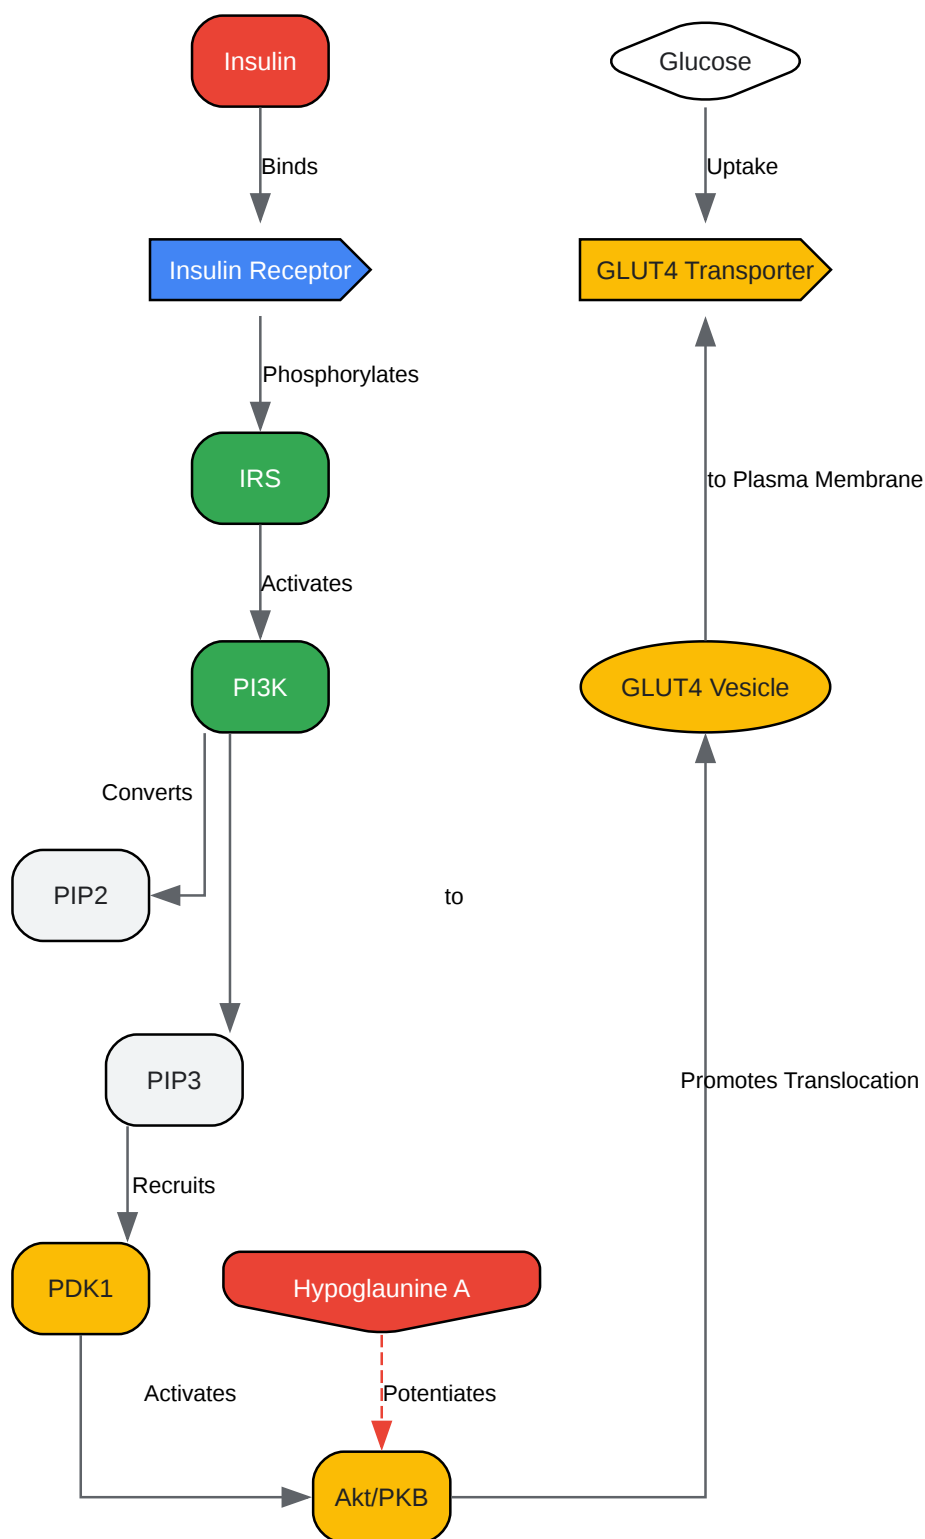 Insulin
Glucose
Binds
Uptake
Insulin Receptor
GLUT4 Transporter
Phosphorylates
IRS
to Plasma Membrane
Activates
PI3K
GLUT4 Vesicle
Converts
PIP2
to
PIP3
Promotes Translocation
Recruits
PDK1
Hypoglaunine A
Activates
Potentiates
Akt/PKB